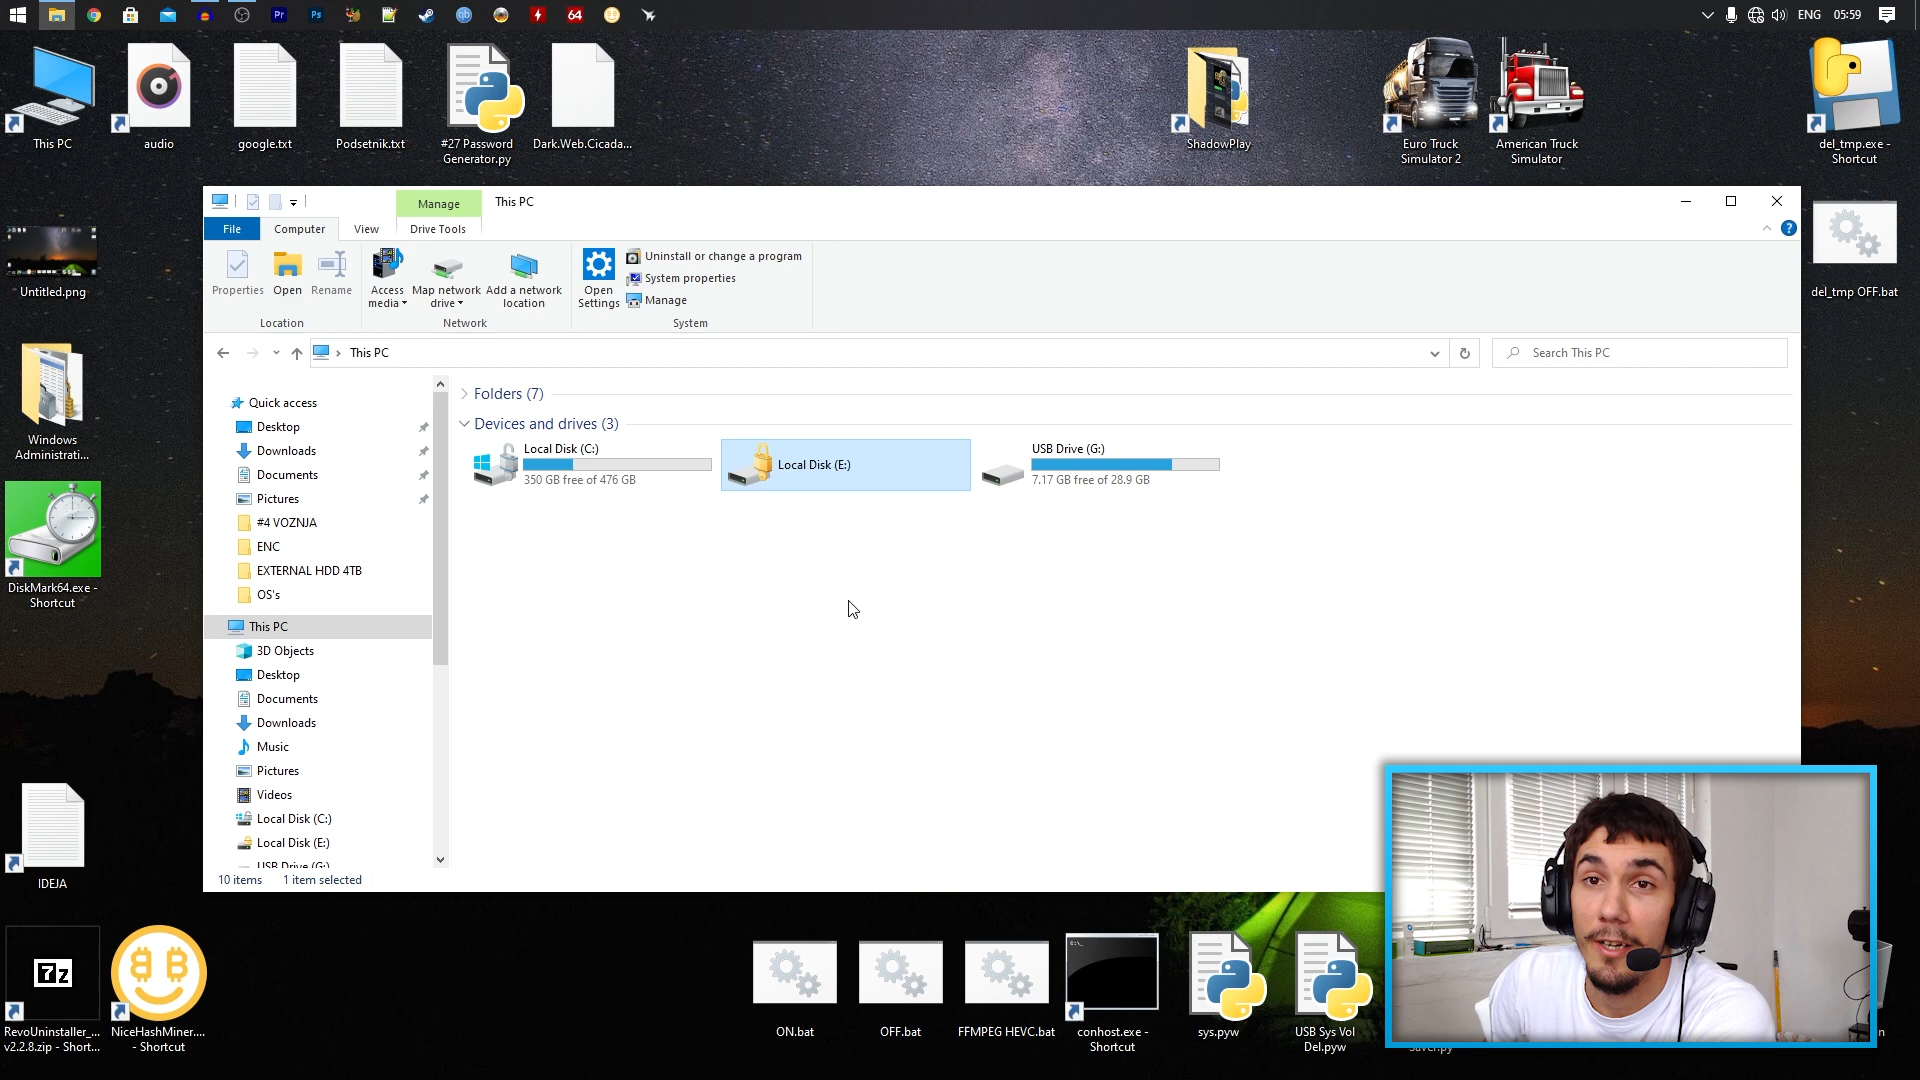 Pr
Ps
64
ENG
05:59
This PC
audio
google.txt
Podsetnik.txt
#27 Password
Generator.py
Dark.Web.Cicada...
ShadowPlay
Euro Truck
Simulator 2
American Truck
Simulator
del_tmp.exe -
Shortcut
Untitled.png
Windows
Administrati...
DiskMark64.exe -
Shortcut
IDEJA
7z
RevoUninstaller_...
v2.2.8.zip - Short...
NiceHashMiner....
- Shortcut
del_tmp OFF.bat
Manage
This PC
File
Computer
View
Drive Tools
Properties
Open
Rename
Access
media
Map network
drive
Add a network
location
Open
Settings
Uninstall or change a program
System properties
Manage
Location
Network
System
This PC
Search This PC
Quick access
Desktop
Downloads
Documents
Pictures
#4 VOZNJA
ENC
EXTERNAL HDD 4TB
OS's
This PC
3D Objects
Desktop
Documents
Downloads
Music
Pictures
Videos
Local Disk (C:)
Local Disk (E:)
USB Drive (G:)
Folders (7)
Devices and drives (3)
Local Disk (C:)
350 GB free of 476 GB
Local Disk (E:)
USB Drive (G:)
7.17 GB free of 28.9 GB
10 items
1 item selected
ON.bat
OFF.bat
FFMPEG HEVC.bat
conhost.exe -
Shortcut
sys.pyw
USB Sys Vol
Del.pyw